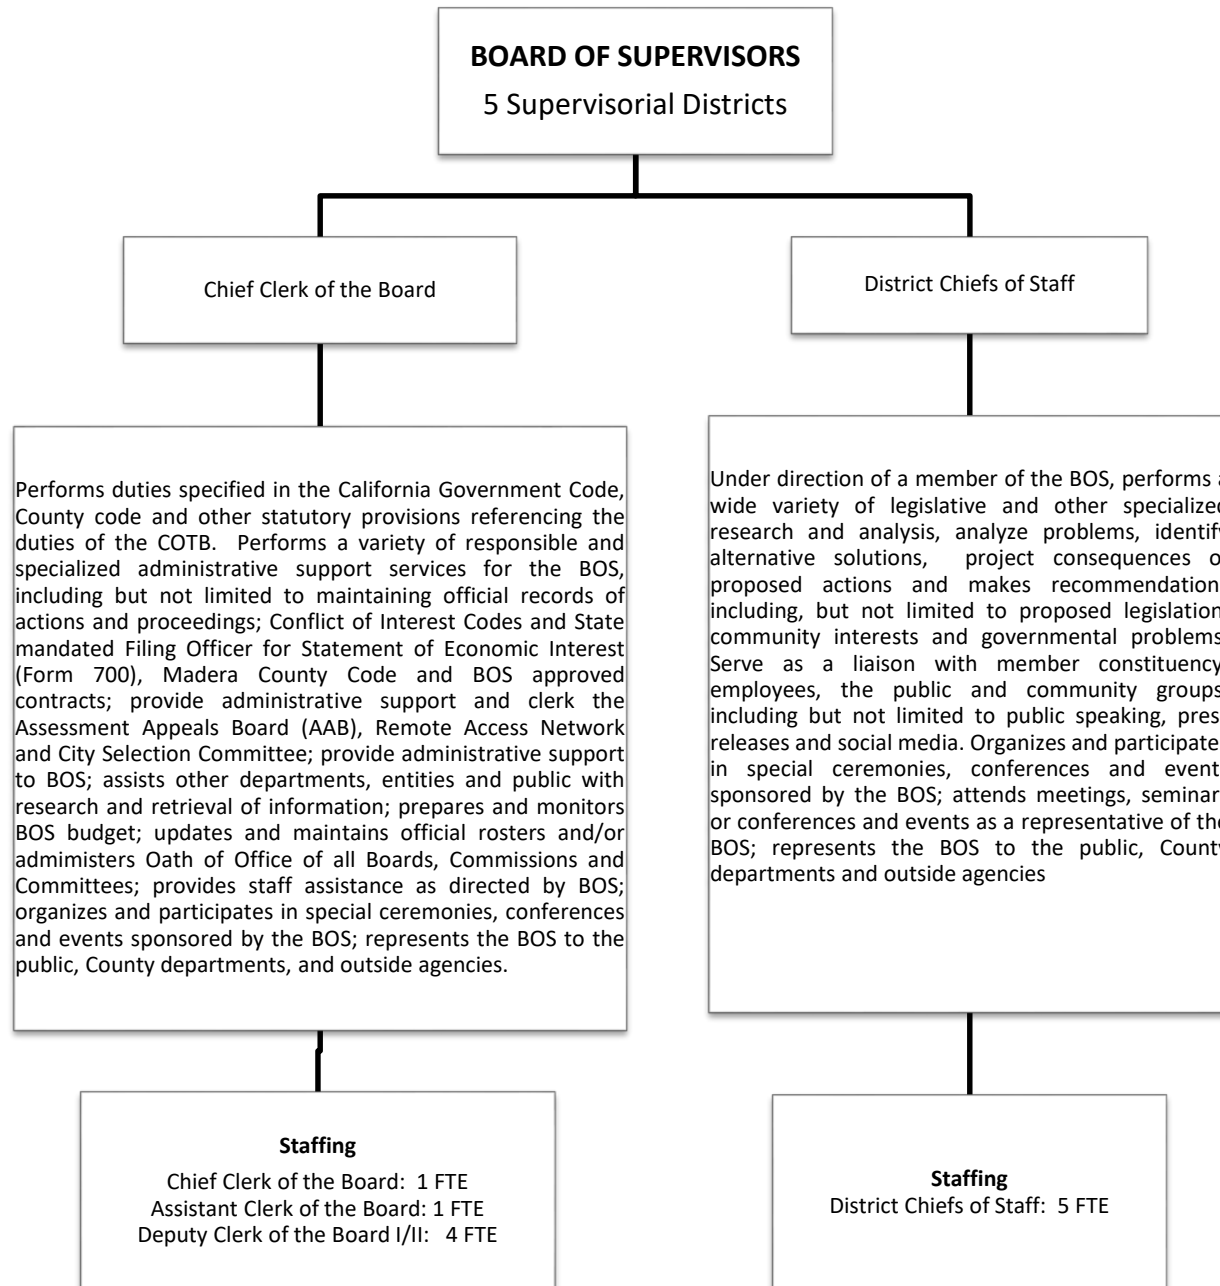 BOARD OF SUPERVISORS
5 Supervisorial Districts
Chief Clerk of the Board
District Chiefs of Staff
Performs duties specified in the California Government Code,
County code and other statutory provisions referencing the
duties of the COTB. Performs a variety of responsible and
specialized administrative support services for the BOS,
including but not limited to maintaining official records of
actions and proceedings; Conflict of Interest Codes and State
mandated Filing Officer for Statement of Economic Interest
(Form 700), Madera County Code and BOS approved
contracts; provide administrative support and clerk the
Assessment Appeals Board (AAB), Remote Access Network
and City Selection Committee; provide administrative support
to BOS; assists other departments, entities and public with
research and retrieval of information; prepares and monitors
BOS budget; updates and maintains official rosters and/or
admimisters Oath of Office of all Boards, Commissions and
Committees; provides staff assistance as directed by BOS;
organizes and participates in special ceremonies, conferences
and events sponsored by the BOS; represents the BOS to the
public, County departments, and outside agencies.
Under direction of a member of the BOS, performs a
wide variety of legislative and other specialized
research and analysis, analyze problems, identify
alternative solutions, project consequences o
proposed actions and makes recommendation
including, but not limited to proposed legislation
community interests and governmental problems
Serve as a liaison with member constituency
employees, the public and community groups
including but not limited to public speaking, pres
releases and social media. Organizes and participate
in special ceremonies, conferences and event
sponsored by the BOS; attends meetings, seminar
or conferences and events as a representative of the
BOS; represents the BOS to the public, County
departments and outside agencies
Staffing
Chief Clerk of the Board: 1 FTE
Assistant Clerk of the Board: 1 FTE
Deputy Clerk of the Board I/II: 4 FTE
Staffing
District Chiefs of Staff: 5 FTE